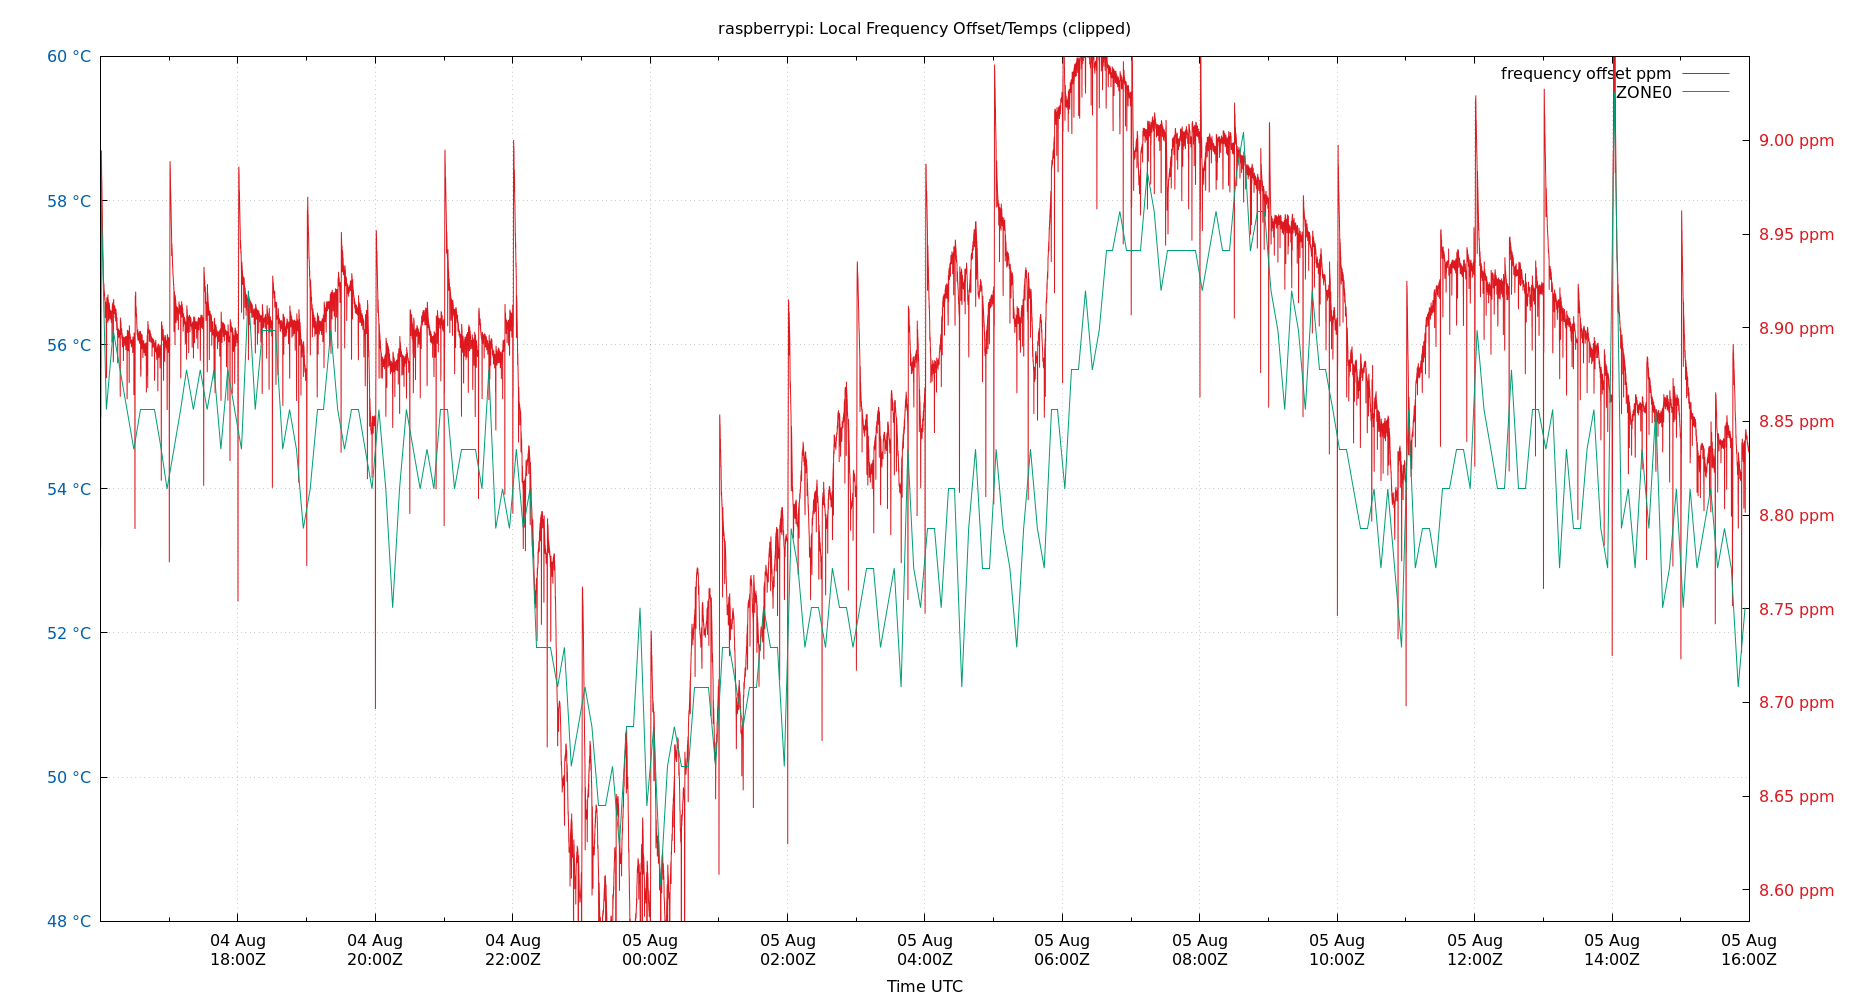 raspberrypi: Local Frequency Offset/Temps (clipped)
60 °C
58 °C
56 °C
54 °C
52 °C
50 °C
48 °C
frequency offset ppm
ZONE0
9.00 ppm
8.95 ppm
8.90 ppm
8.85 ppm
8.80 ppm
8.75 ppm
8.70 ppm
8.65 ppm
8.60 ppm
04 Aug 04 Aug 04 Aug 05 Aug 05 Aug 05 Aug 05 Aug 05 Aug 05 Aug 05 Aug 05 Aug 05 Aug
18:00Z 20:00Z 22:00Z 00:00Z 02:00Z 04:00Z 06:00Z 08:00Z 10:00Z 12:00Z 14:00Z 16:00Z
Time UTC